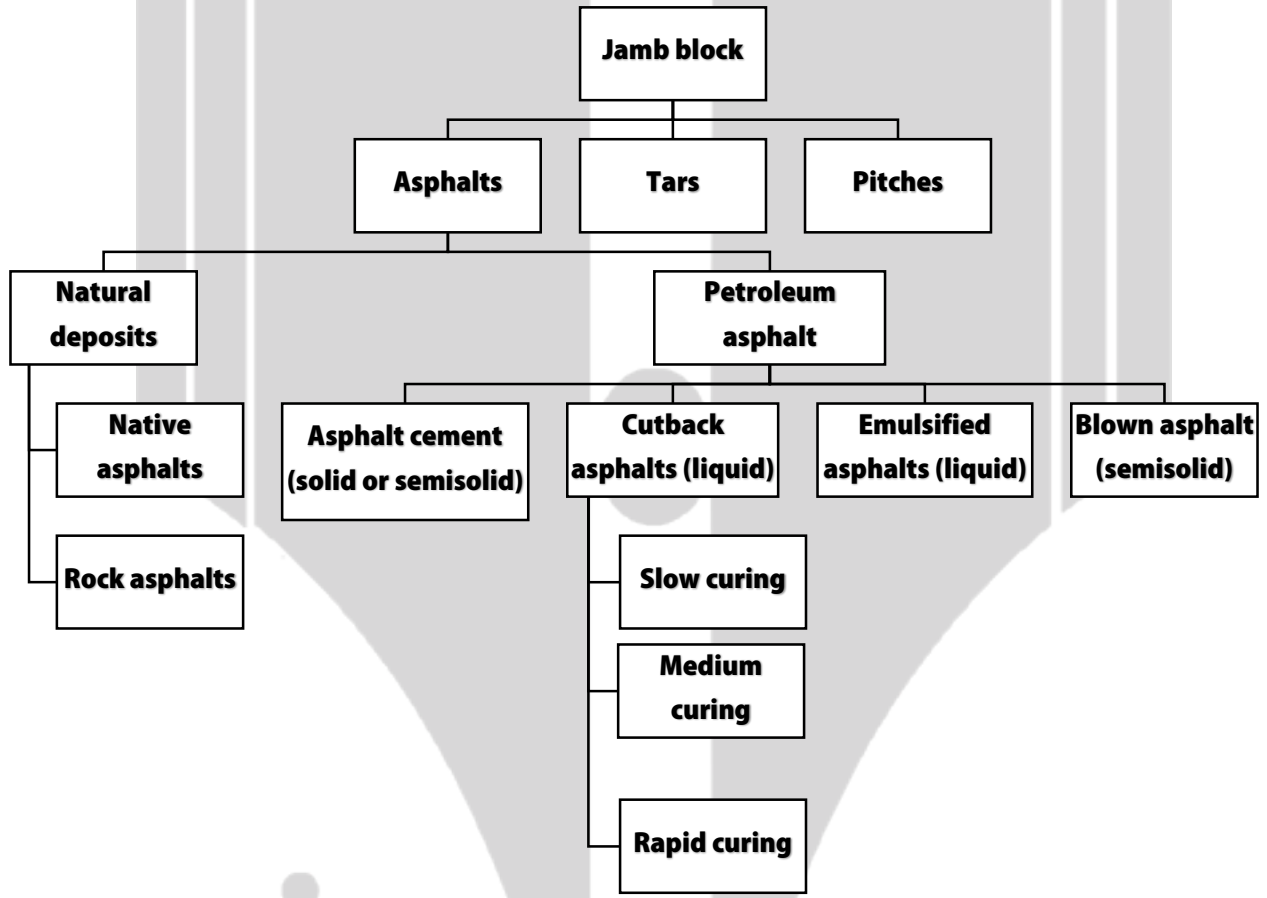 Jamb block
Asphalts
Tars
Pitches
Natural
deposits
Petroleum
asphalt
Native
asphalts
Asphalt cement
(solid or semisolid)
Cutback
asphalts (liquid)
Emulsified
asphalts (liquid)
Blown asphalt
(semisolid)
Rock asphalts
Slow curing
Medium
curing
Rapid curing